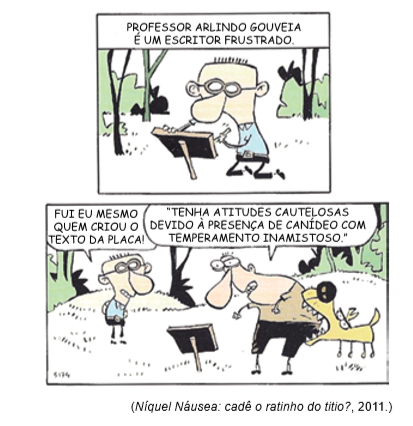 PROFESSOR ARLINDO GOUVEIA
É UM ESCRITOR FRUSTRADO.
FUI EU MESMO
QUEM CRIOU O
TEXTO DA PLACA!
"TENHA ATITUDES CAUTELOSAS
DEVIDO À PRESENÇA DE CANÍDEO COM
TEMPERAMENTO INAMISTOSO."
(Níquel Náusea: cadê o ratinho do titio?, 2011.)